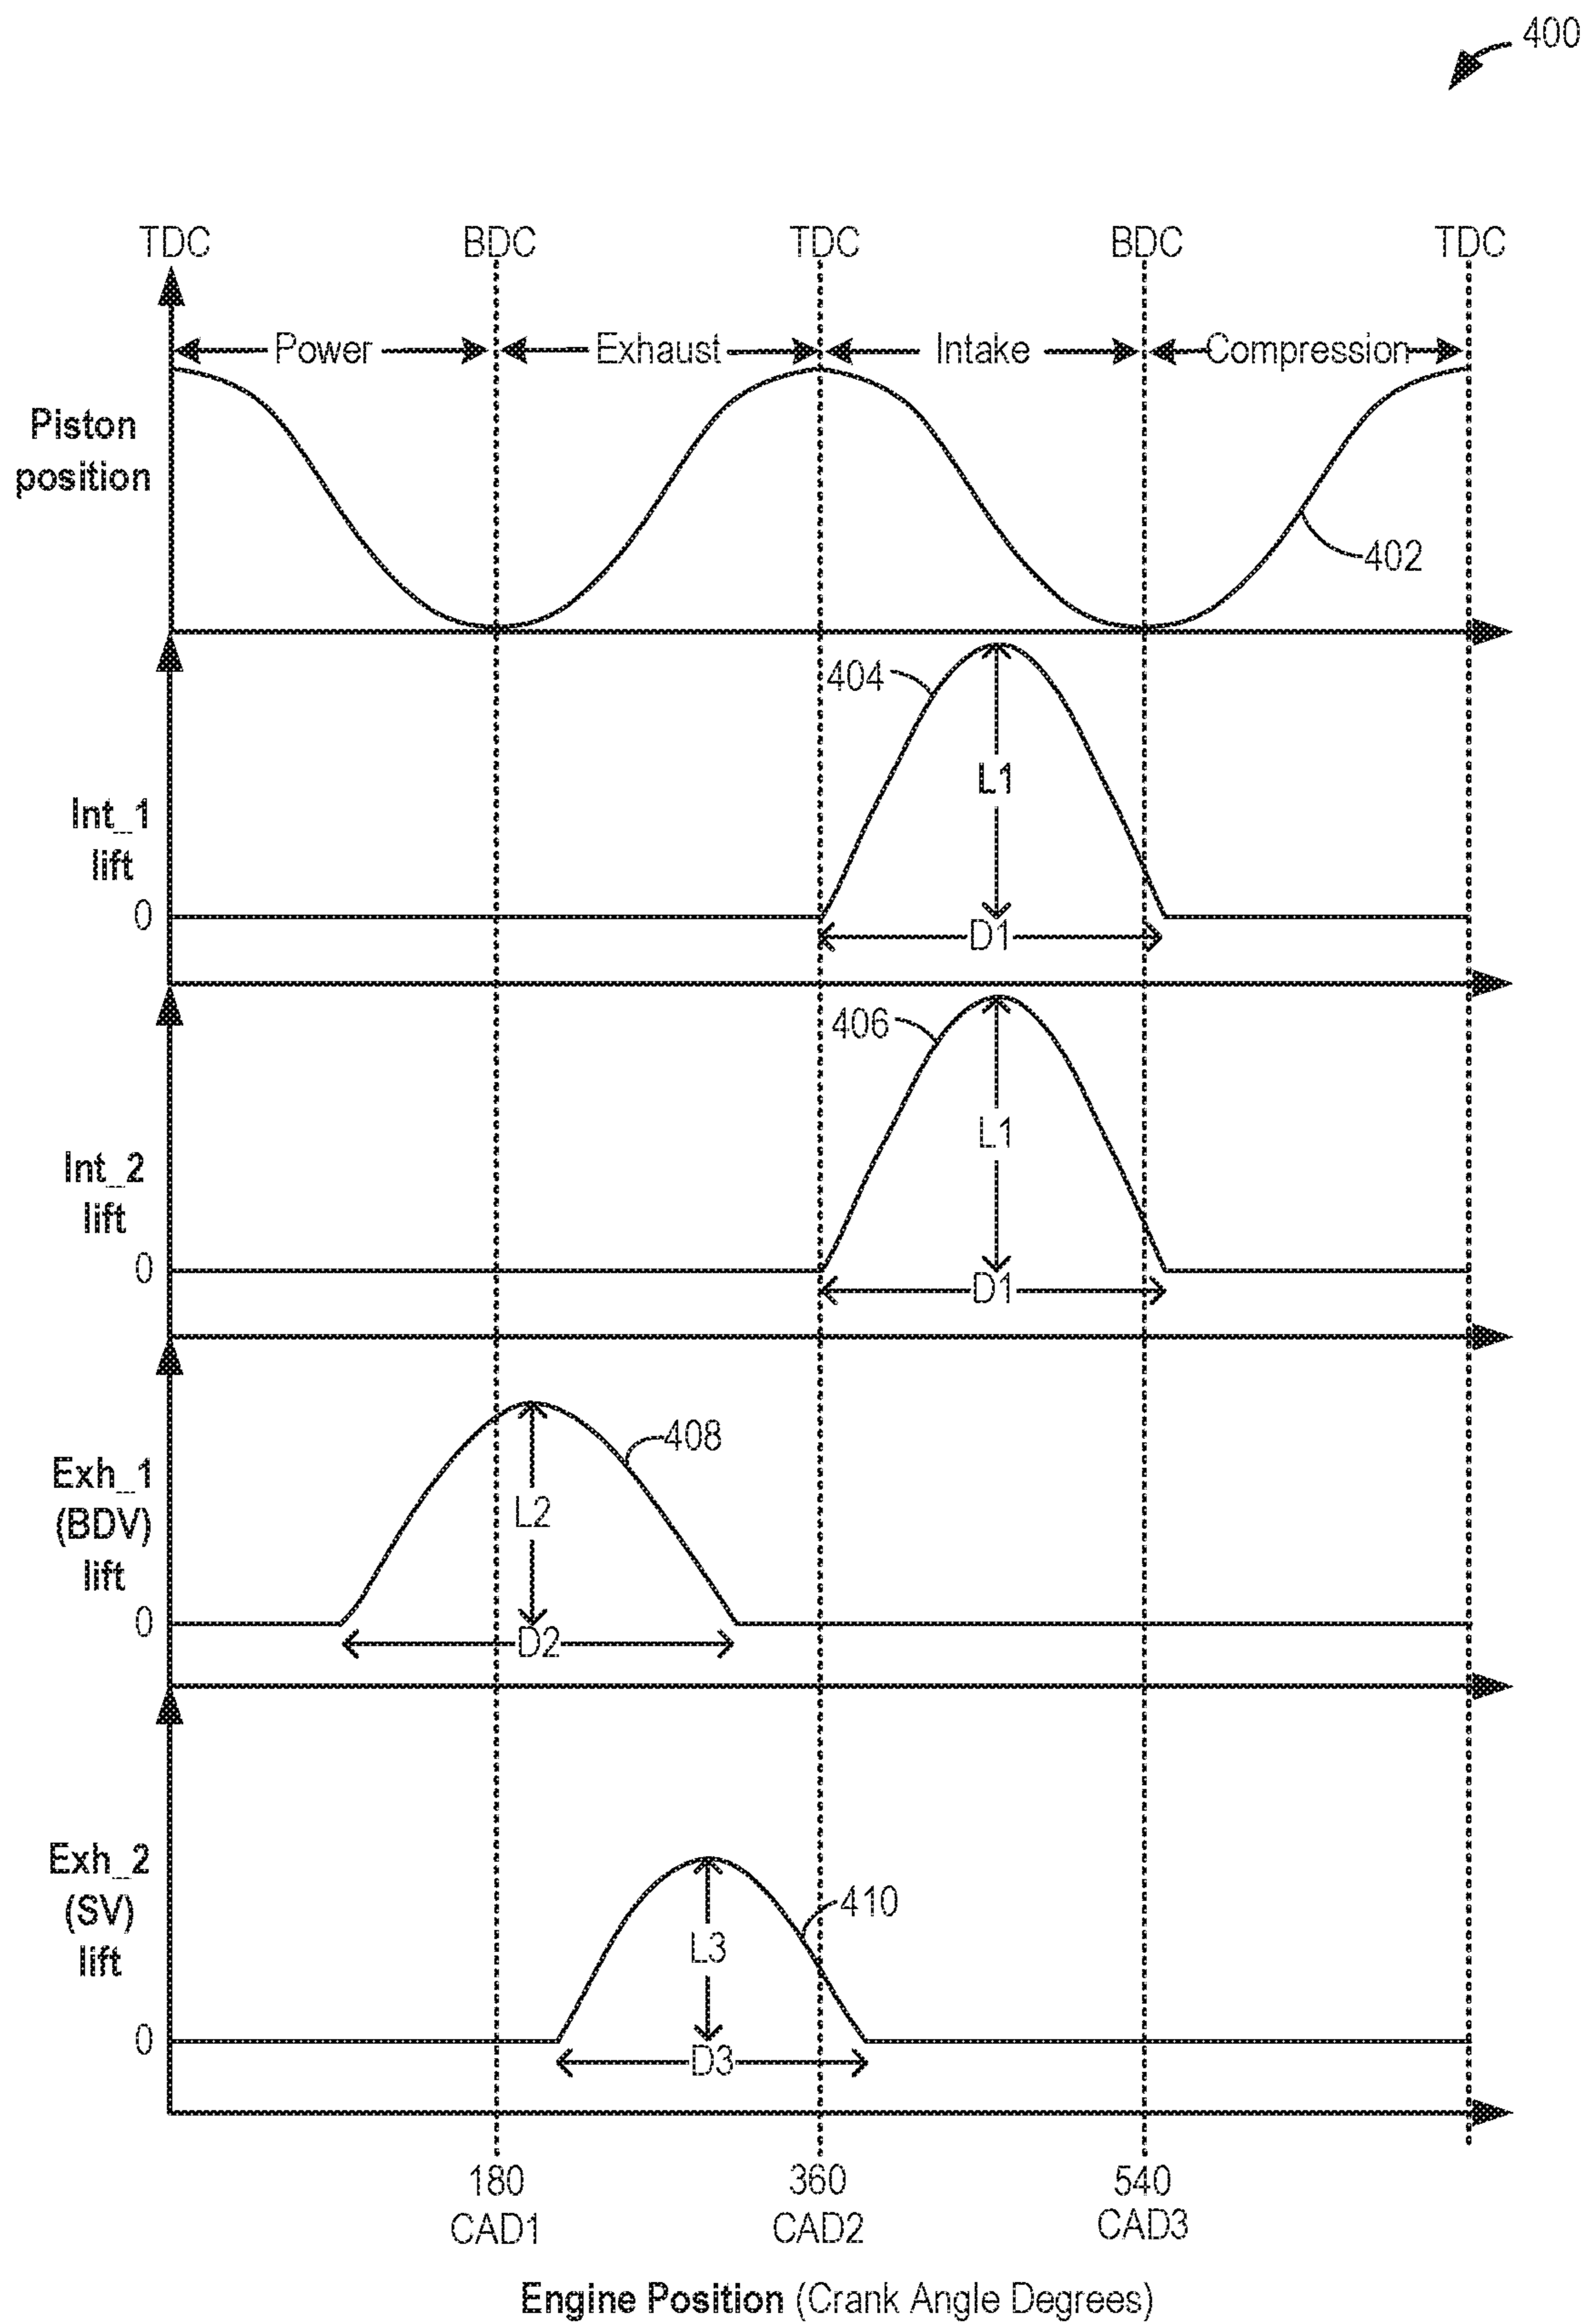 400
TDC BDC TDC BDC TDC
Power Exhaust Intake Compression
Piston
position
402
404
L1
Int_1
lift
0
D1
406
L1
Int_2
lift
0
D1
408
Exh_1
(BDV)
lift
L2
0
D2
Exh_2
(SV)
lift
410
L3
0
D3
180 360 540
CAD1 CAD2 CAD3
Engine Position (Crank Angle Degrees)